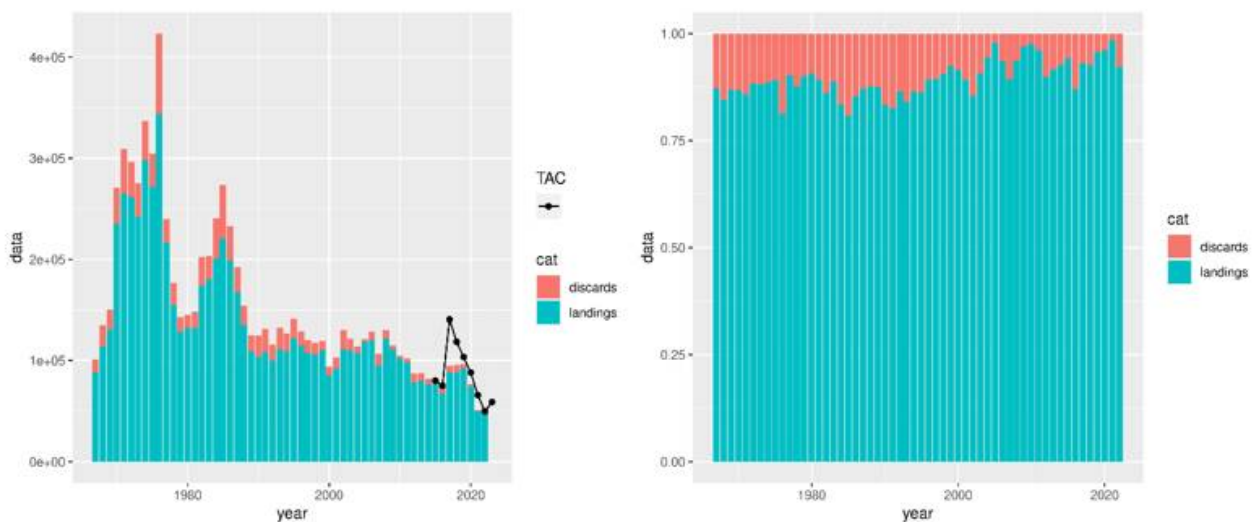 4e+05
3e+05
2e+05
1e+05
0e+00
data
1980
2000
2020
year
TAC
cat
discards
landings
1.00
0.75
0.50
0.25
0.00
data
1980
2000
2020
year
cat
discards
landings